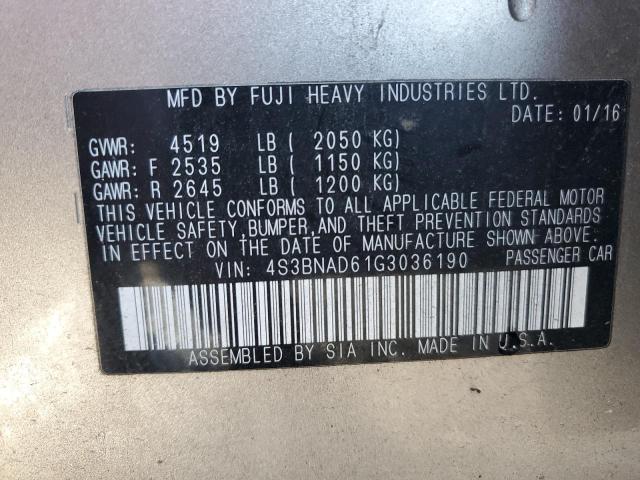 MFD BY FUJI HEAVY INDUSTRIES LTD.
DATE: 01/16
GVWR: 4519 LB ( 2050 KG)
GAWR: F 2535 LB ( 1150 KG)
GAWR: R 2645 LB ( 1200 KG)
THIS VEHICLE CONFORMS TO ALL APPLICABLE FEDERAL MOTOR
VEHICLE SAFETY, BUMPER, AND THEFT PREVENTION STANDARDS
IN EFFECT ON THE DATE OF MANUFACTURE SHOWN ABOVE.
VIN: 4S3BNAD61G3036190 PASSENGER CAR
ASSEMBLED BY SIA INC. MADE IN U.S.A.